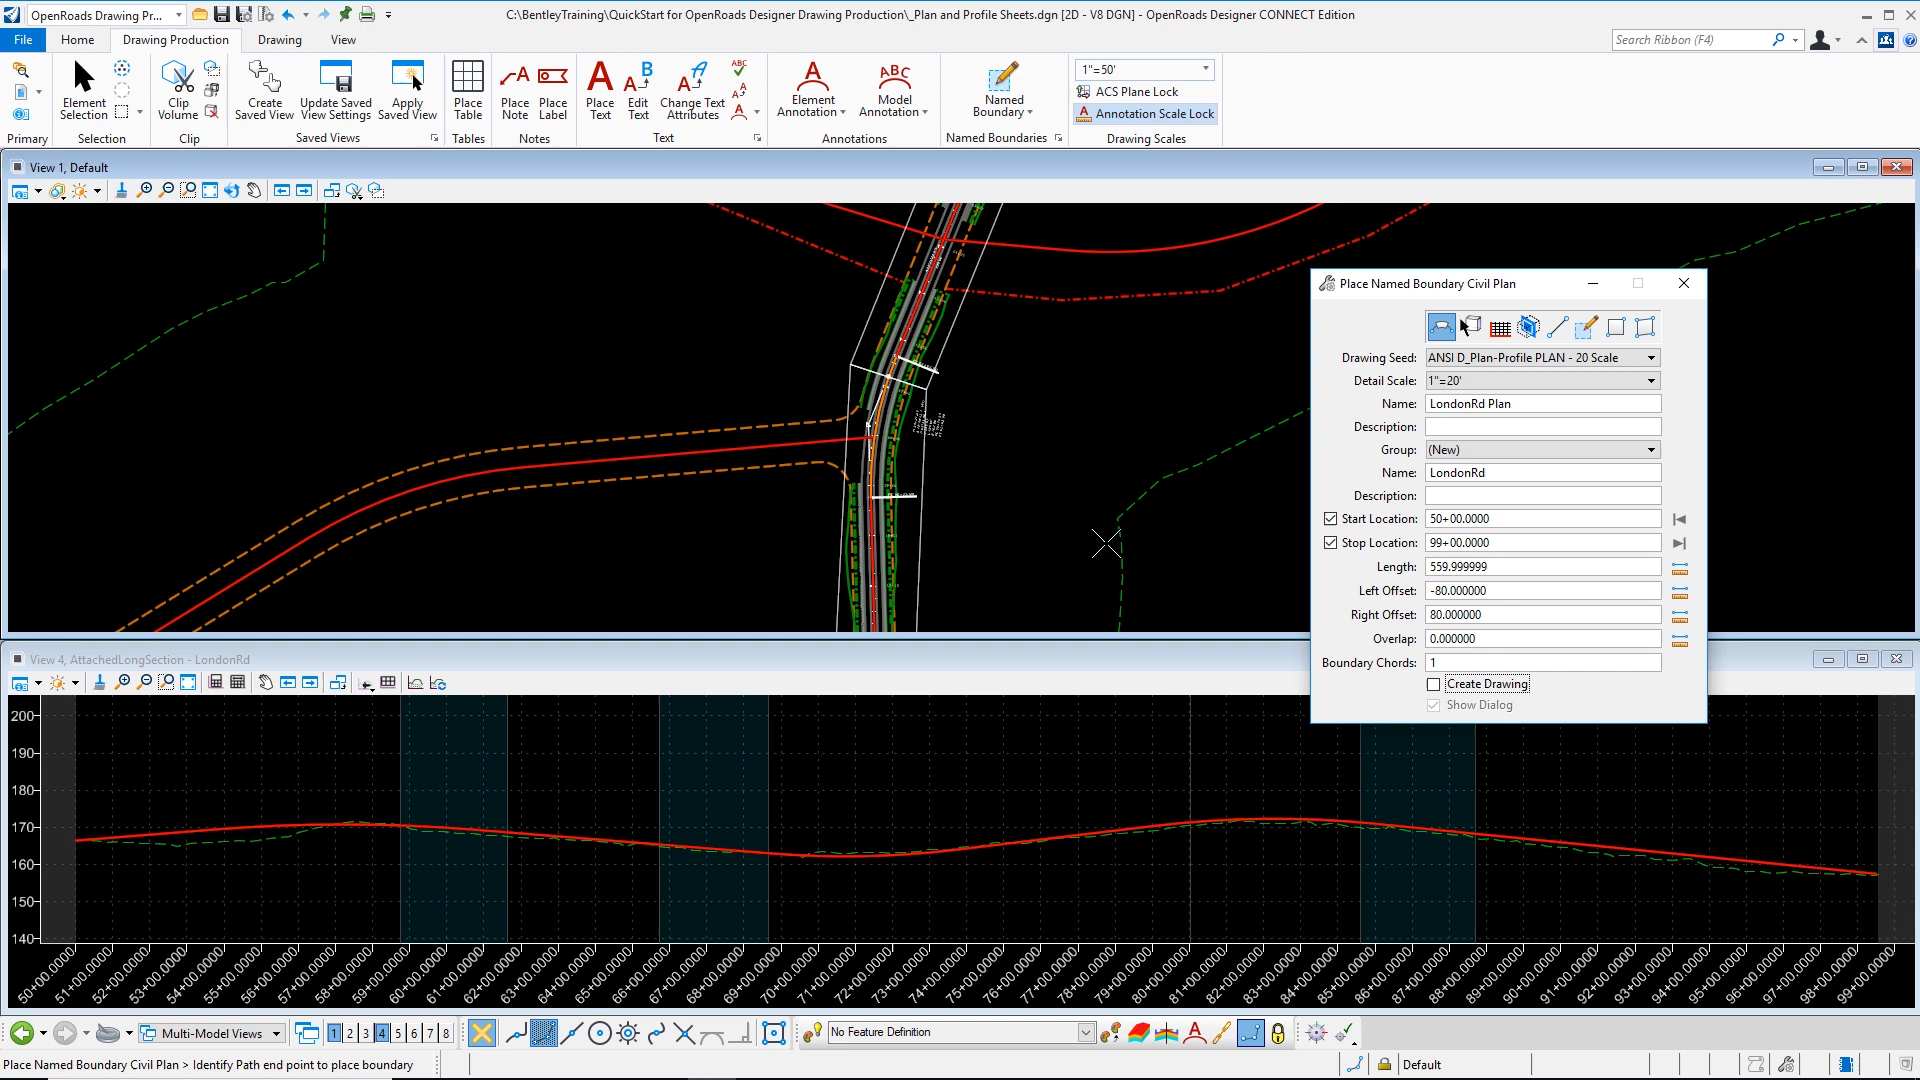 OpenRoads Drawing Pr...
C:\BentleyTraining\QuickStart for OpenRoads Designer Drawing Production\_Plan and Profile Sheets.dgn [2D - V8 DGN] - OpenRoads Designer CONNECT Edition
File Home Drawing Production Drawing View
Search Ribbon (F4)
Element Selection
Clip Volume
Create Saved View
Update Saved View Settings
Apply Saved View
Place Table
Place Note
Place Label
Place Text
Edit Text
Change Text Attributes
Element Annotation
Model Annotation
Named Boundary
1"=50'
ACS Plane Lock
Annotation Scale Lock
Primary Selection Clip Saved Views Tables Notes Text Annotations Named Boundaries Drawing Scales
View 1, Default
Place Named Boundary Civil Plan
Drawing Seed: ANSI D_Plan-Profile PLAN - 20 Scale
Detail Scale: 1"=20'
Name: LondonRd Plan
Description:
Group: (New)
Name: LondonRd
Description:
Start Location: 50+00.0000
Stop Location: 99+00.0000
Length: 559.999999
Left Offset: -80.000000
Right Offset: 80.000000
Overlap: 0.000000
Boundary Chords: 1
Create Drawing
Show Dialog
View 4, AttachedLongSection - LondonRd
200
190
180
170
160
150
140
50+00.0000 51+00.0000 52+00.0000 53+00.0000 54+00.0000 55+00.0000 56+00.0000 57+00.0000 58+00.0000 59+00.0000 60+00.0000 61+00.0000 62+00.0000 63+00.0000 64+00.0000 65+00.0000 66+00.0000 67+00.0000 68+00.0000 69+00.0000 70+00.0000 71+00.0000 72+00.0000 73+00.0000 74+00.0000 75+00.0000 76+00.0000 77+00.0000 78+00.0000 79+00.0000 80+00.0000 81+00.0000 82+00.0000 83+00.0000 84+00.0000 85+00.0000 86+00.0000 87+00.0000 88+00.0000 89+00.0000 90+00.0000 91+00.0000 92+00.0000 93+00.0000 94+00.0000 95+00.0000 96+00.0000 97+00.0000 98+00.0000 99+00.0000
Multi-Model Views 1 2 3 4 5 6 7 8 No Feature Definition
Place Named Boundary Civil Plan > Identify Path end point to place boundary
Default